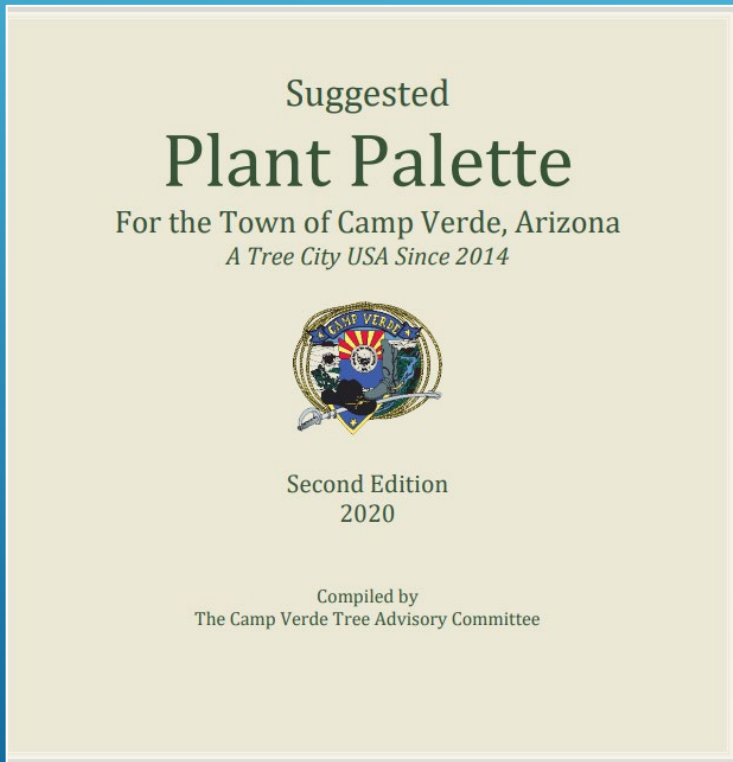 Suggested
Plant Palette
For the Town of Camp Verde, Arizona
A Tree City USA Since 2014
CAMP VERDE
Second Edition
2020
Compiled by
The Camp Verde Tree Advisory Committee